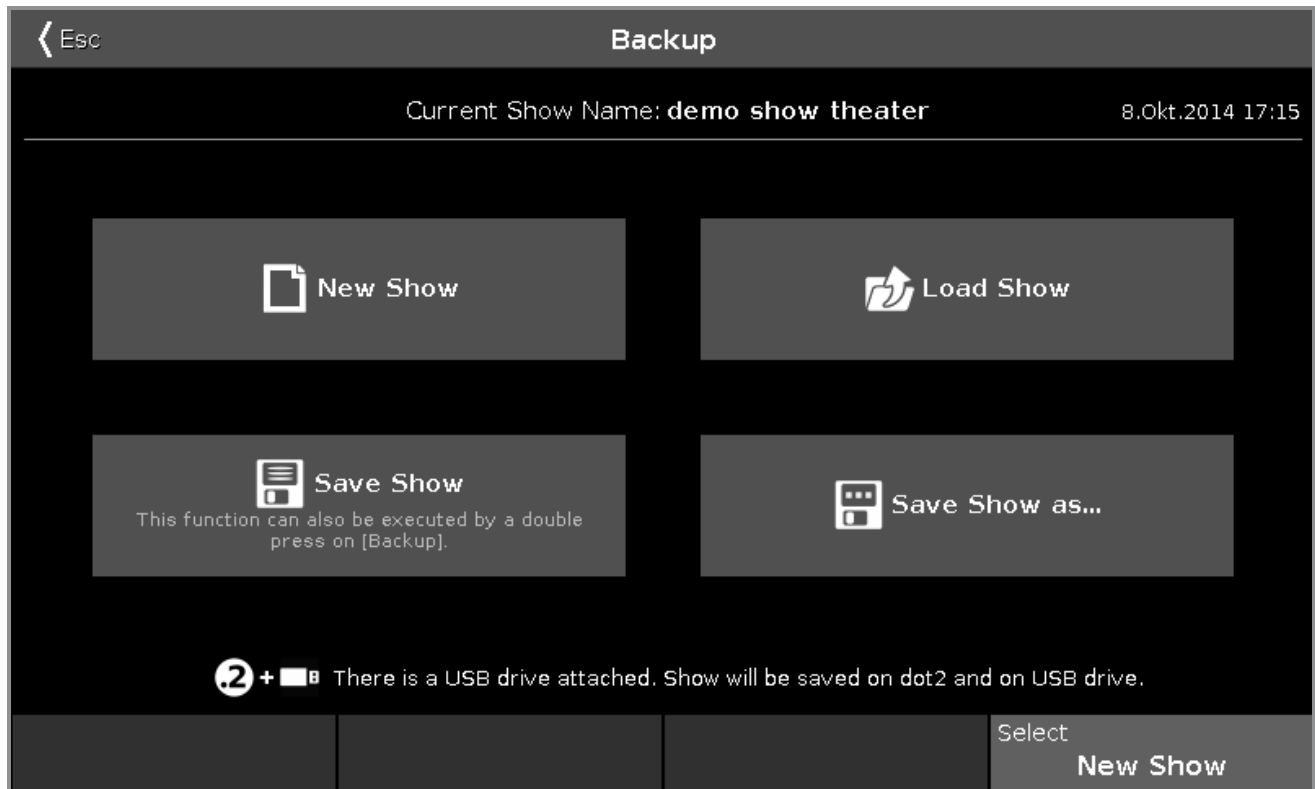 Esc
Backup
Current Show Name: demo show theater
8.Okt.2014 17:15
New Show
Load Show
Save Show
This function can also be executed by a double
press on [Backup].
Save Show as...
.2 + There is a USB drive attached. Show will be saved on dot2 and on USB drive.
Select
New Show